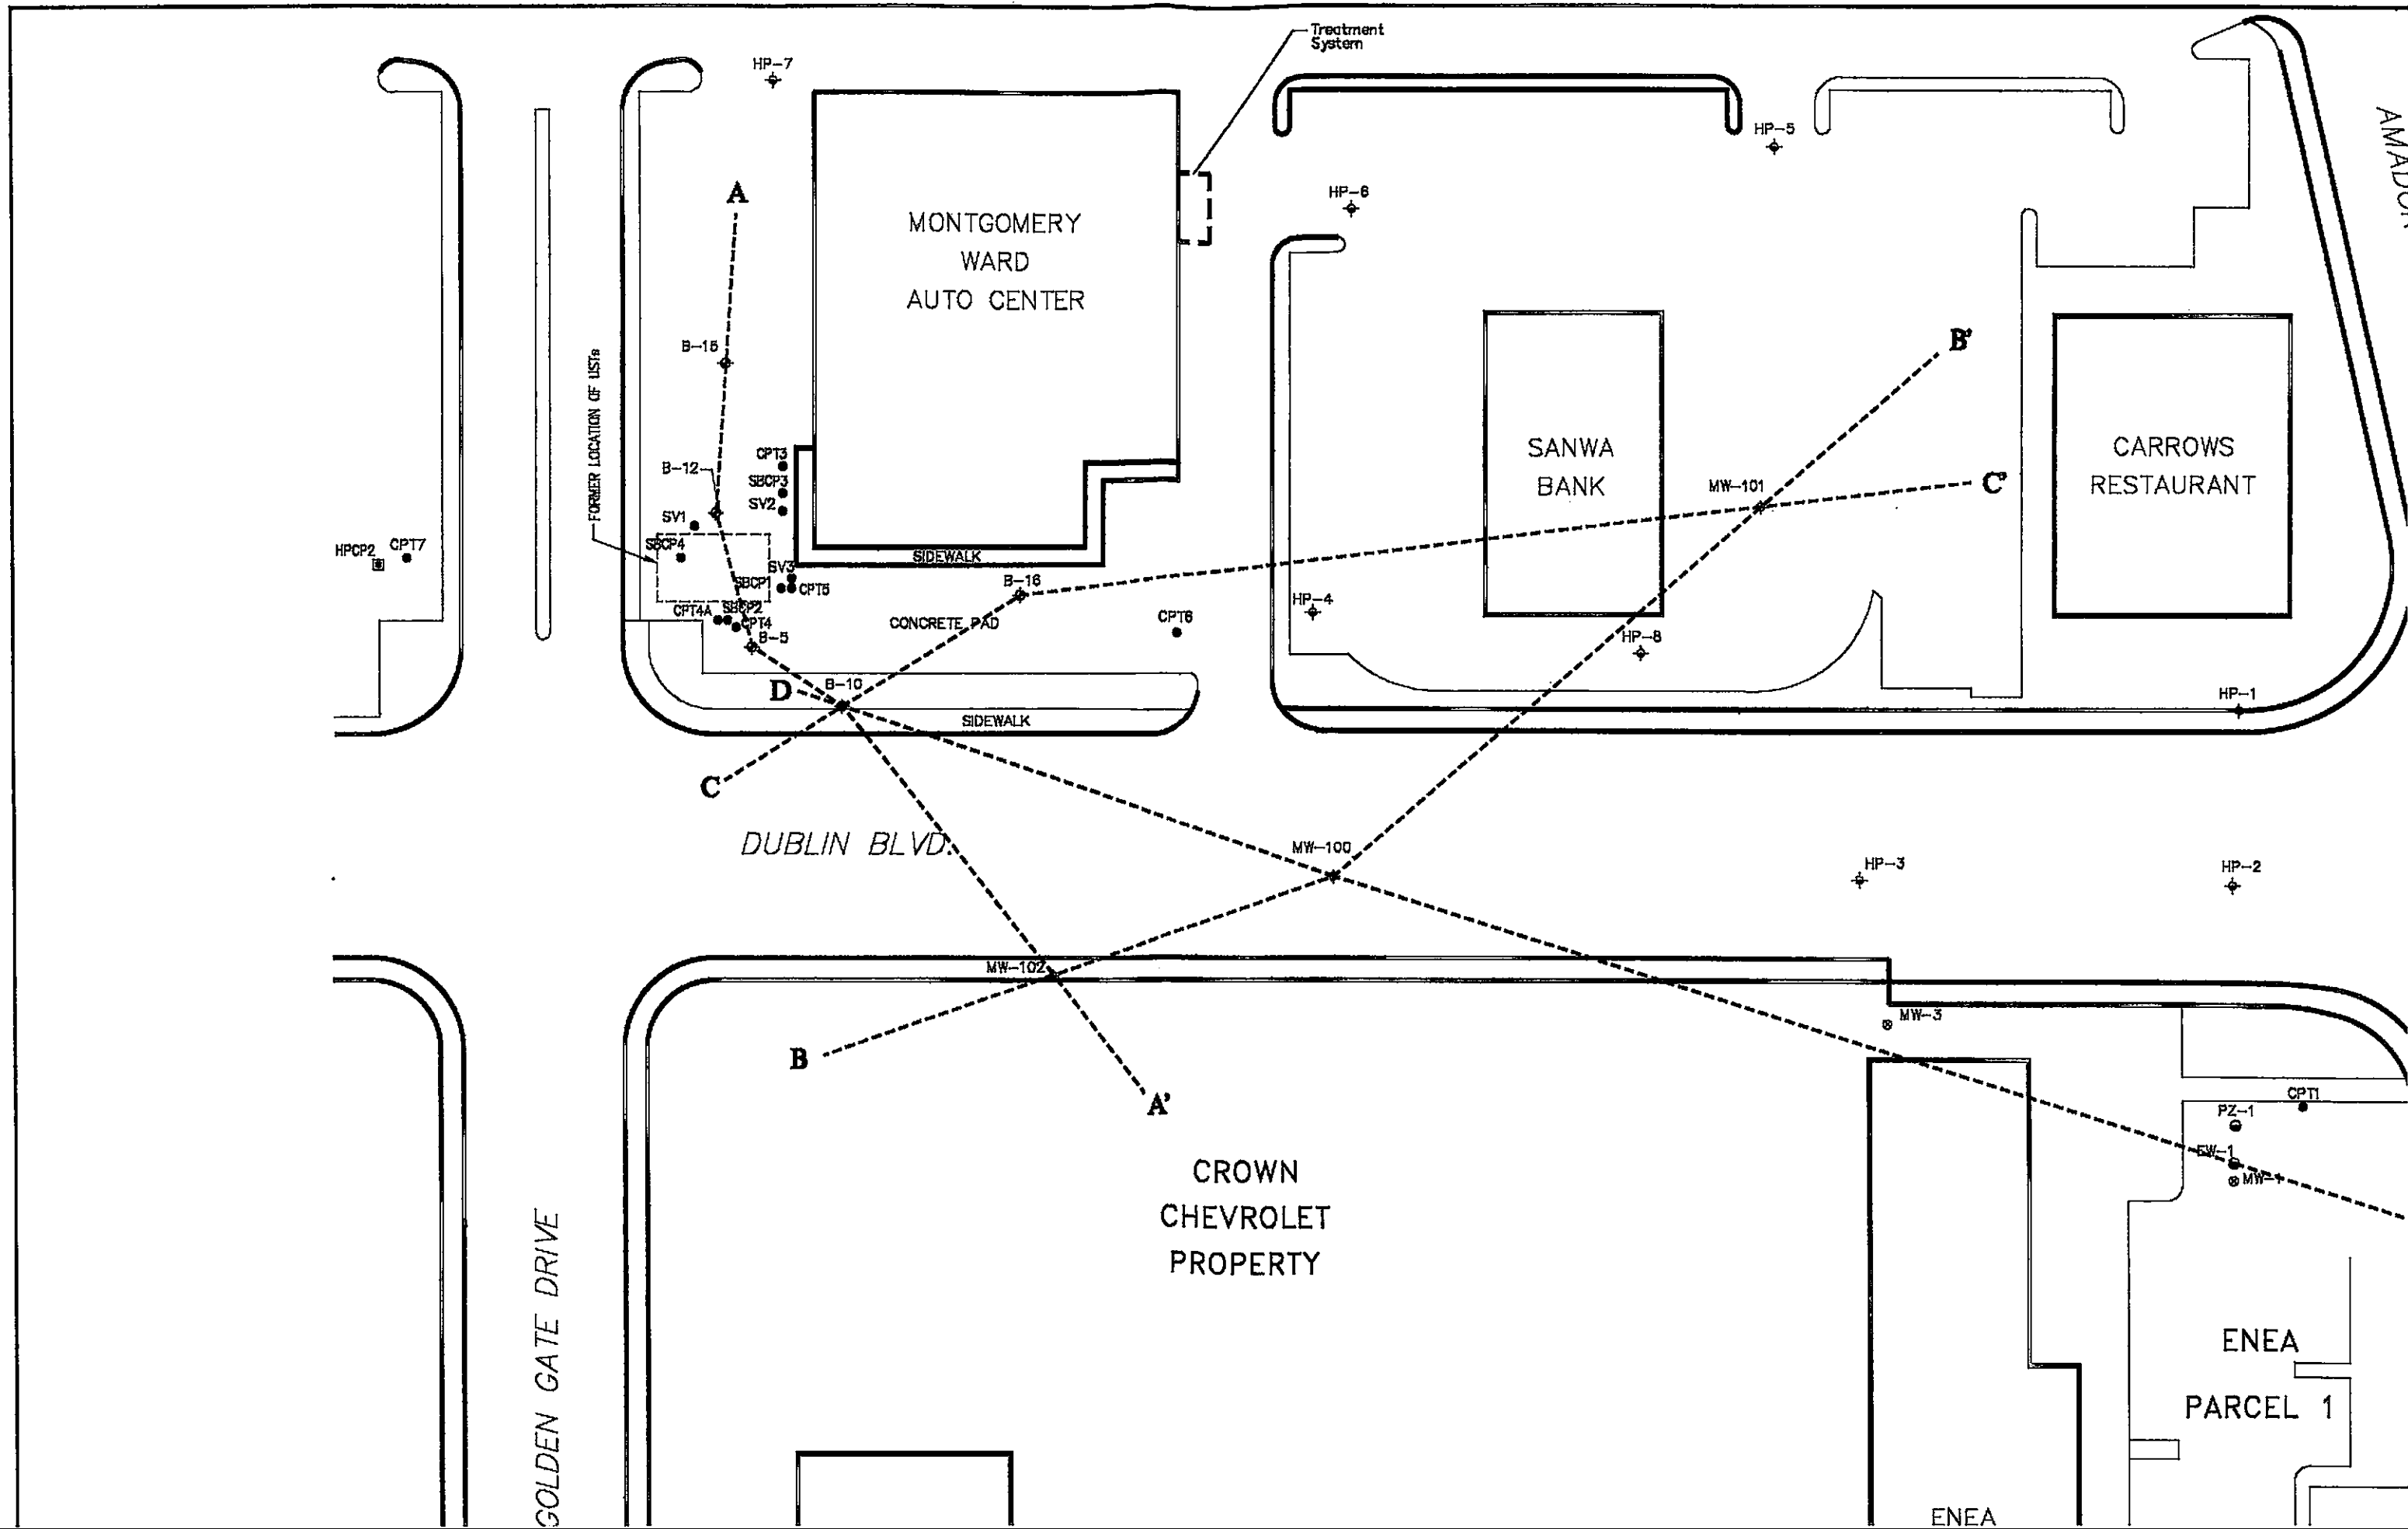 Treatment
System
HP-7
HP-5
AMADOR
A
HP-6
MONTGOMERY
WARD
AUTO CENTER
B-15
B'
FORMER LOCATION OF USTs
CPT3
B-12
SBCP3
SV2
SV1
SANWA
BANK
CARROWS
RESTAURANT
MW-101
C'
HPCP2
CPT7
SBCP4
SIDEWALK
SV3
SBCP1
CPT5
B-16
CPT4A
SBCP2
CPT4
B-5
CONCRETE PAD
CPT6
HP-4
HP-8
D
B-10
SIDEWALK
HP-1
C
DUBLIN BLVD.
MW-100
HP-3
HP-2
MW-102
MW-3
B
A'
CPT1
PZ-1
EW-1
MW-1
CROWN
CHEVROLET
PROPERTY
GOLDEN GATE DRIVE
ENEA
PARCEL 1
ENEA